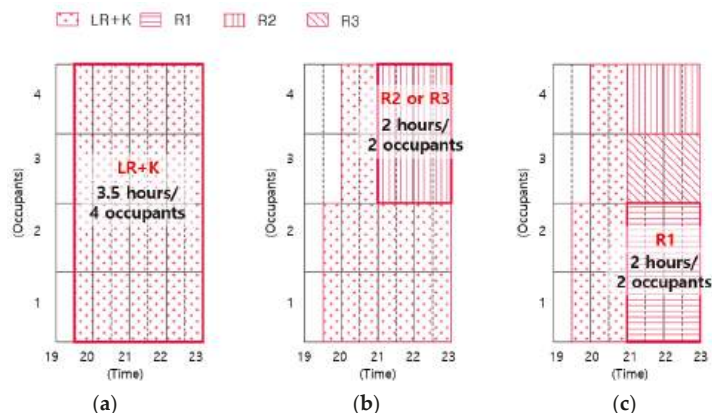 LR+K R1 R2 R3
4
3
2
1
(Occupants)
LR+K
3.5 hours/
4 occupants
19 20 21 22 23
(Time)
(a)
4
3
2
1
(Occupants)
R2 or R3
2 hours/
2 occupants
19 20 21 22 23
(Time)
(b)
4
3
2
1
(Occupants)
R1
2 hours/
2 occupants
19 20 21 22 23
(Time)
(c)